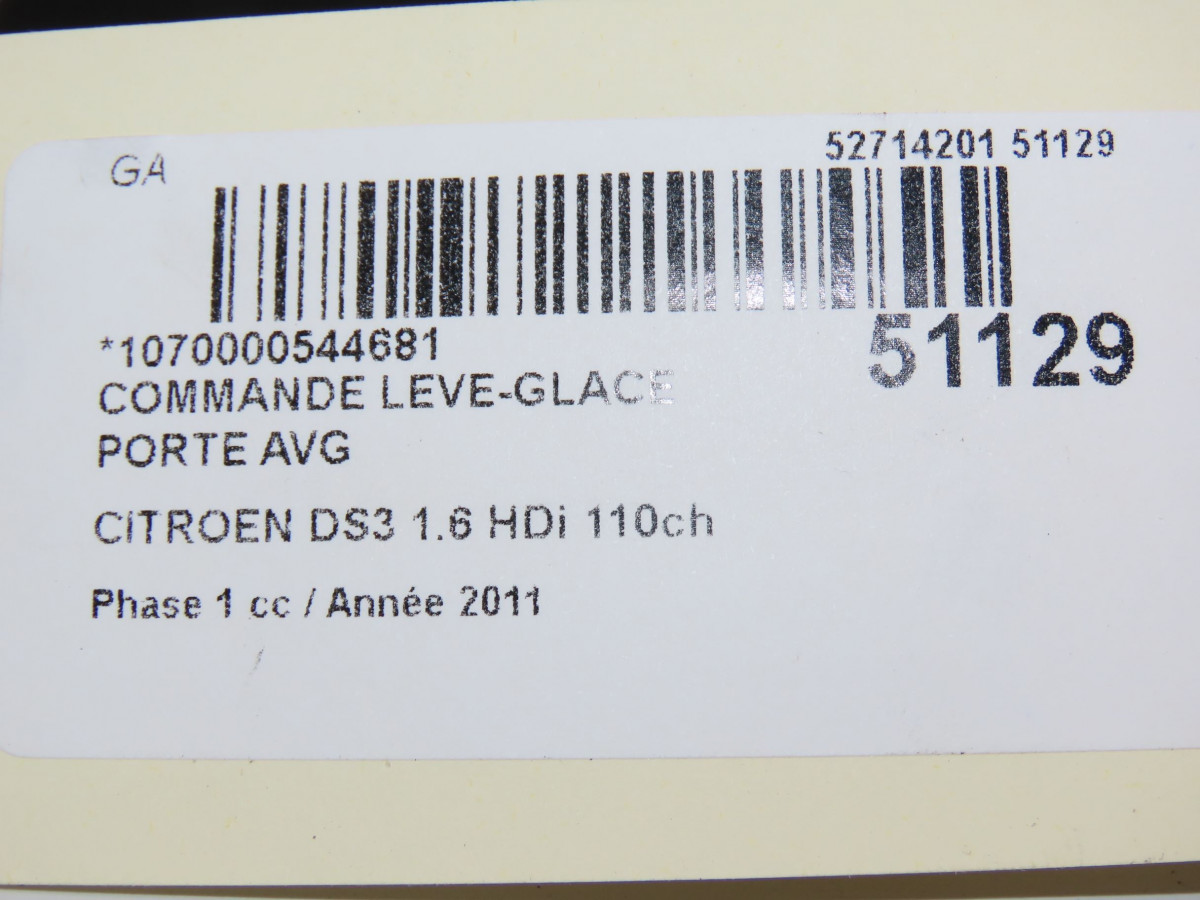 GA
52714201 51129
*1070000544681
51129
COMMANDE LEVE-GLACE
PORTE AVG
CITROEN DS3 1.6 HDi 110ch
Phase 1 cc / Année 2011